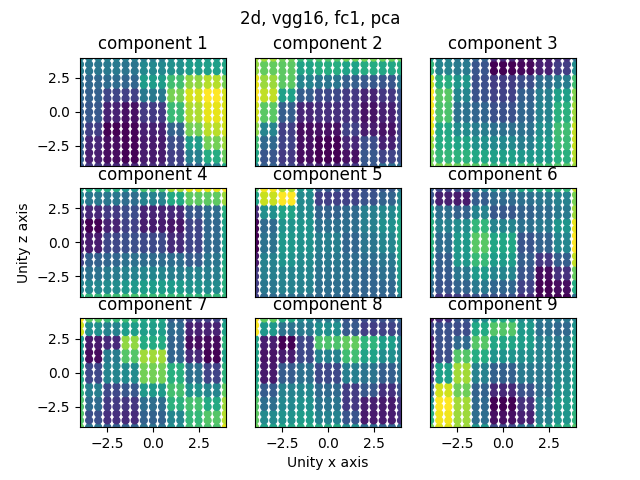 2d, vgg16, fc1, pca
component 1
component 2
component 3
2.5
0.0
−2.5
component 4
component 5
component 6
2.5
0.0
−2.5
Unity z axis
component 7
component 8
component 9
2.5
0.0
−2.5
−2.5 0.0 2.5
−2.5 0.0 2.5
−2.5 0.0 2.5
Unity x axis